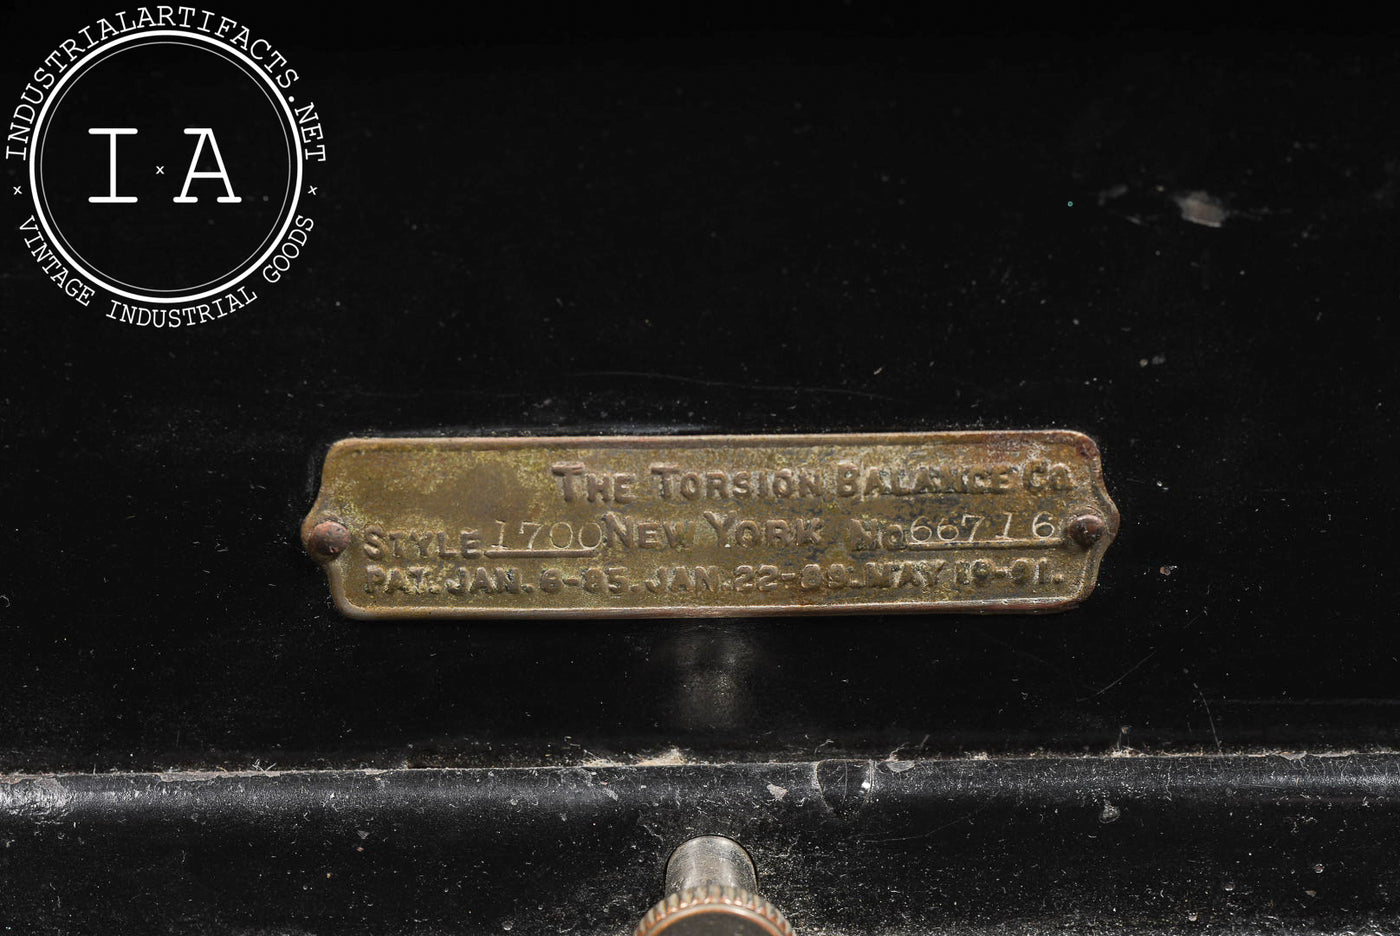 INDUSTRIALARTIFACTS.NET
I x A
x VINTAGE INDUSTRIAL GOODS x
THE TORSION BALANCE CO.
STYLE 1700 NEW YORK NO 66716
PAT. JAN. 6-85. JAN. 22-89. MAY 19-91.